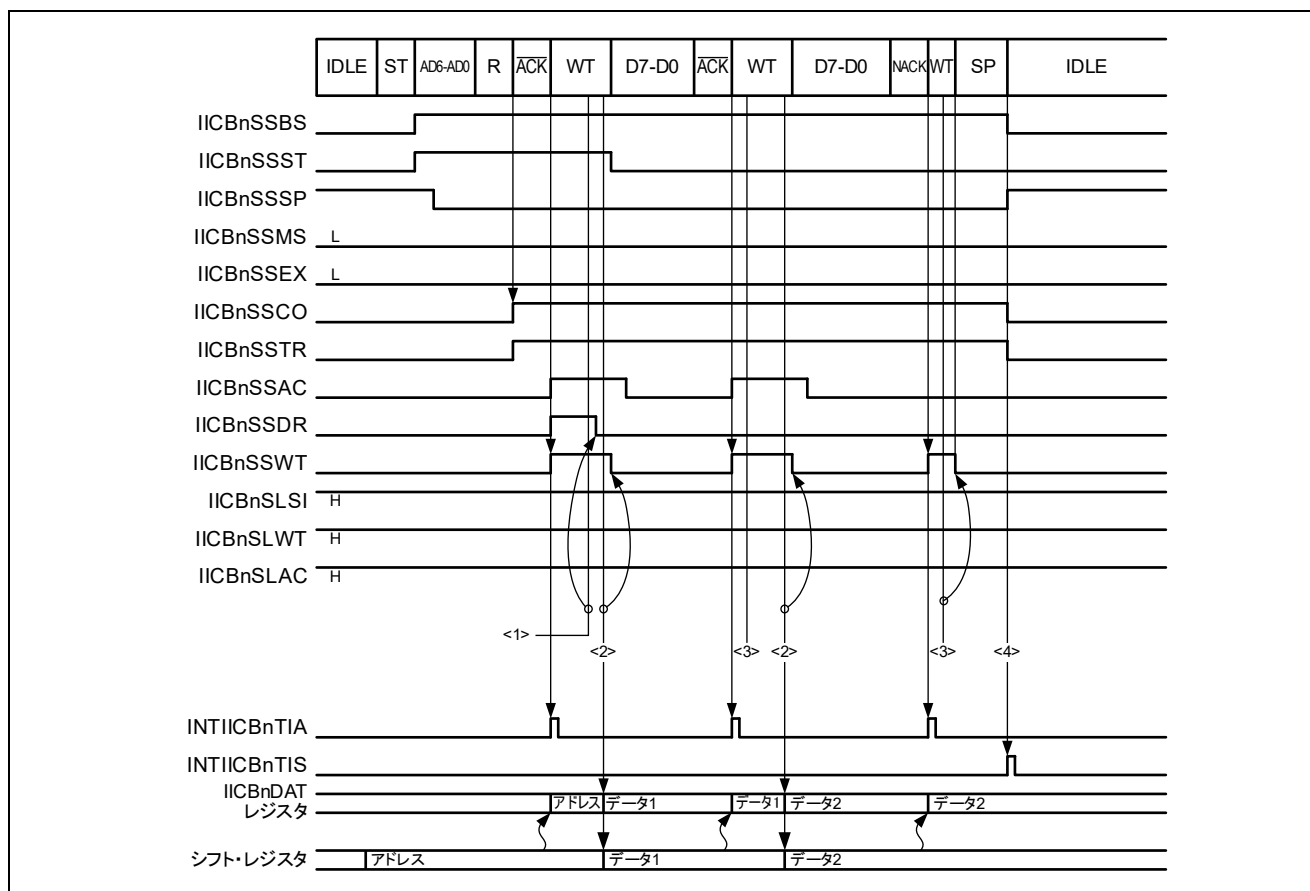 IDLE ST AD6-AD0 R ACK WT D7-D0 ACK WT D7-D0 NACK WT SP IDLE
IICBnSSBS
IICBnSSST
IICBnSSSP
IICBnSSMS L
IICBnSSEX L
IICBnSSCO
IICBnSSTR
IICBnSSAC
IICBnSSDR
IICBnSSWT
IICBnSLSI H
IICBnSLWT H
IICBnSLAC H
<1>
<2> <3> <2> <3> <4>
INTIICBnTIA
INTIICBnTIS
IICBnDAT
レジスタ アドレス データ1 データ1 データ2 データ2
シフト・レジスタ アドレス データ1 データ2